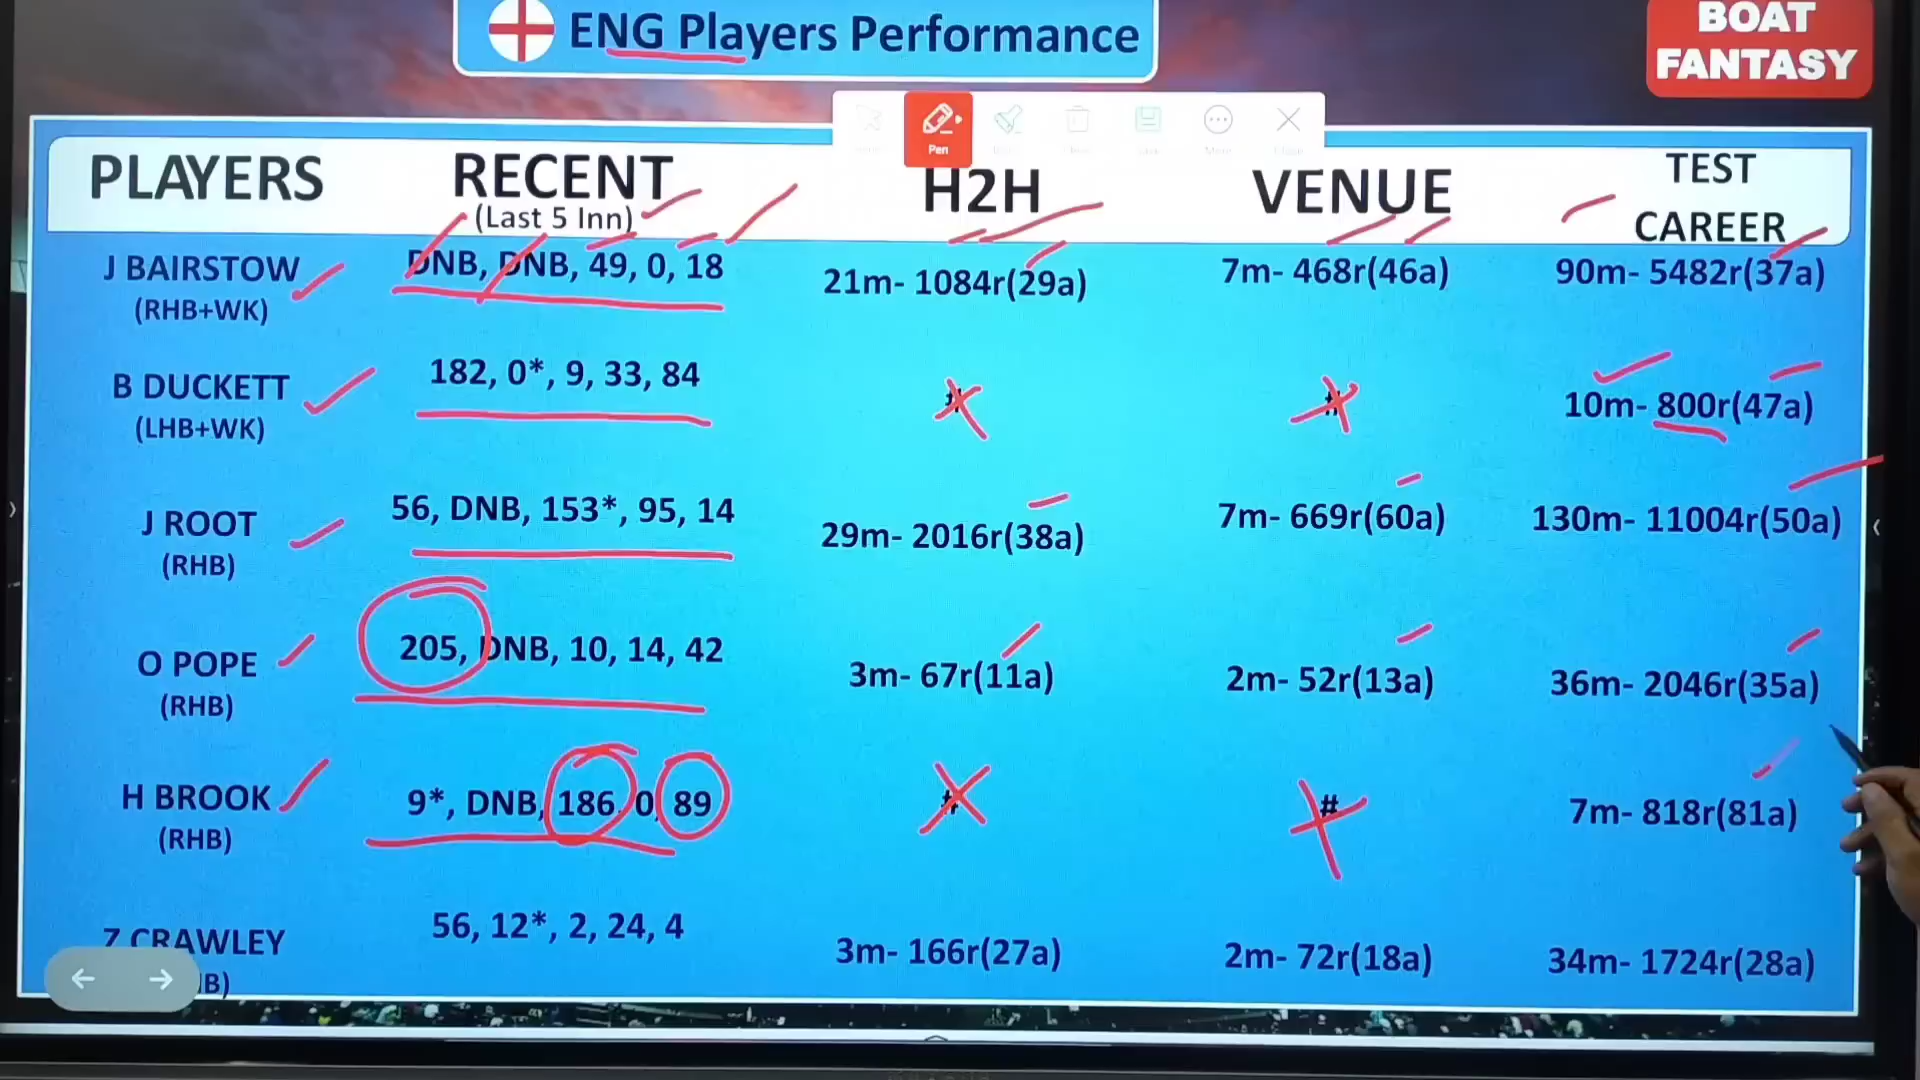 ENG Players Performance
BOAT
FANTASY
Pen
PLAYERS
RECENT
(Last 5 Inn)
H2H
VENUE
TEST
CAREER
J BAIRSTOW
(RHB+WK)
DNB, DNB, 49, 0, 18
21m- 1084r(29a)
7m- 468r(46a)
90m- 5482r(37a)
B DUCKETT
(LHB+WK)
182, 0*, 9, 33, 84
#
#
10m- 800r(47a)
J ROOT
(RHB)
56, DNB, 153*, 95, 14
29m- 2016r(38a)
7m- 669r(60a)
130m- 11004r(50a)
O POPE
(RHB)
205, DNB, 10, 14, 42
3m- 67r(11a)
2m- 52r(13a)
36m- 2046r(35a)
H BROOK
(RHB)
9*, DNB, 186, 0, 89
#
#
7m- 818r(81a)
Z CRAWLEY
56, 12*, 2, 24, 4
3m- 166r(27a)
2m- 72r(18a)
34m- 1724r(28a)